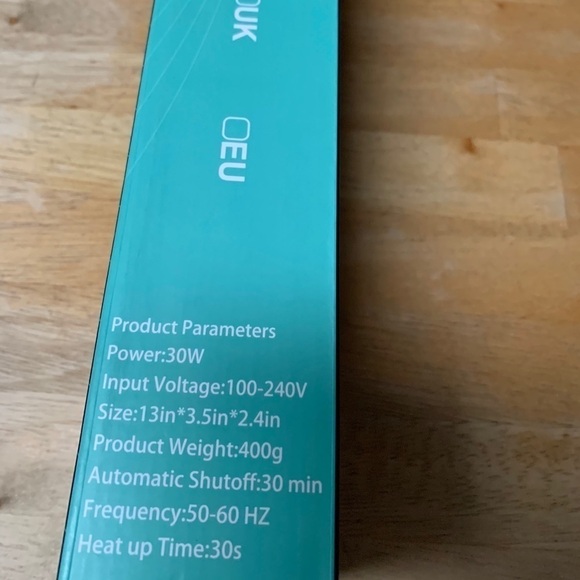 UK
EU
Product Parameters
Power:30W
Input Voltage:100-240V
Size:13in*3.5in*2.4in
Product Weight:400g
Automatic Shutoff:30 min
Frequency:50-60 HZ
Heat up Time:30s